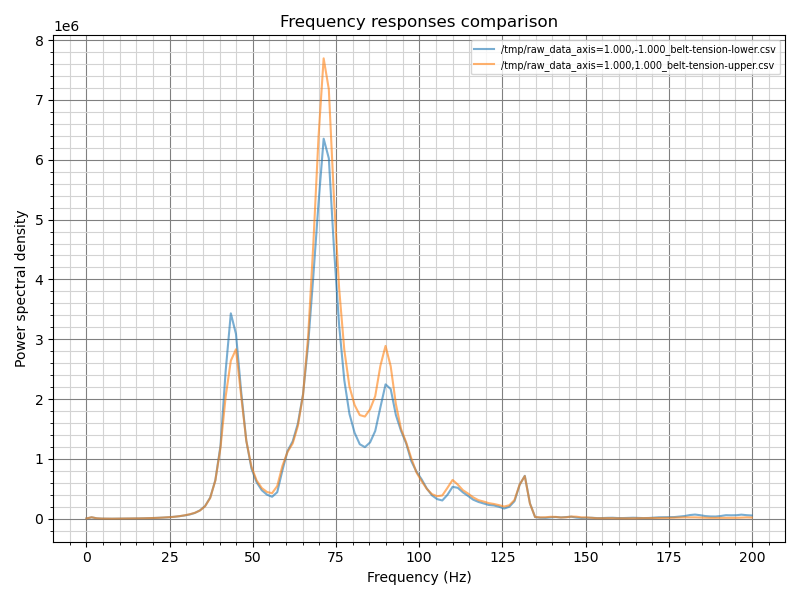 Frequency responses comparison
1e6
/tmp/raw_data_axis=1.000,-1.000_belt-tension-lower.csv
/tmp/raw_data_axis=1.000,1.000_belt-tension-upper.csv
8
7
6
5
4
3
2
1
0
Power spectral density
0 25 50 75 100 125 150 175 200
Frequency (Hz)